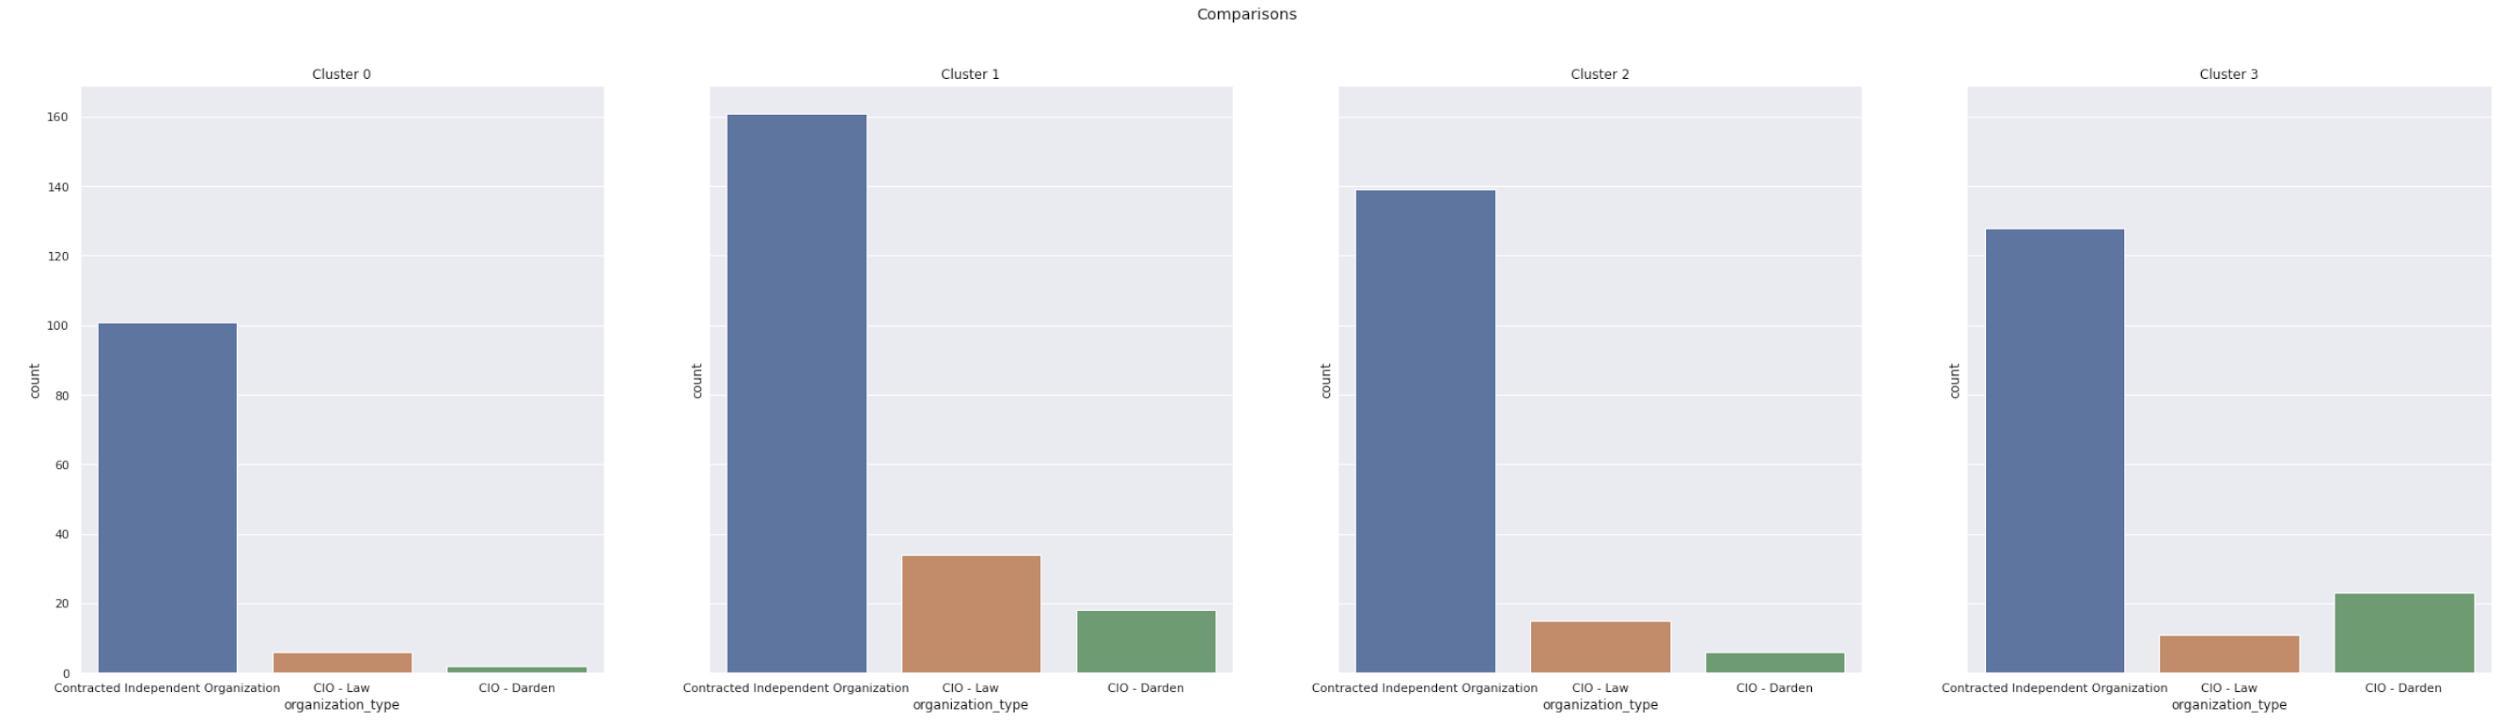 Comparisons
Cluster 0
160
140
120
100
80
60
40
20
0
count
Contracted Independent Organization CIO - Law CIO - Darden
organization_type
Cluster 1
count
Contracted Independent Organization CIO - Law CIO - Darden
organization_type
Cluster 2
count
Contracted Independent Organization CIO - Law CIO - Darden
organization_type
Cluster 3
count
Contracted Independent Organization CIO - Law CIO - Darden
organization_type